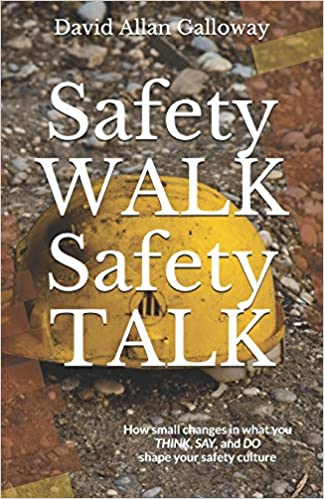 David Allan Galloway
Safety
WALK
Safety
TALK
How small changes in what you
THINK, SAY, and DO
shape your safety culture